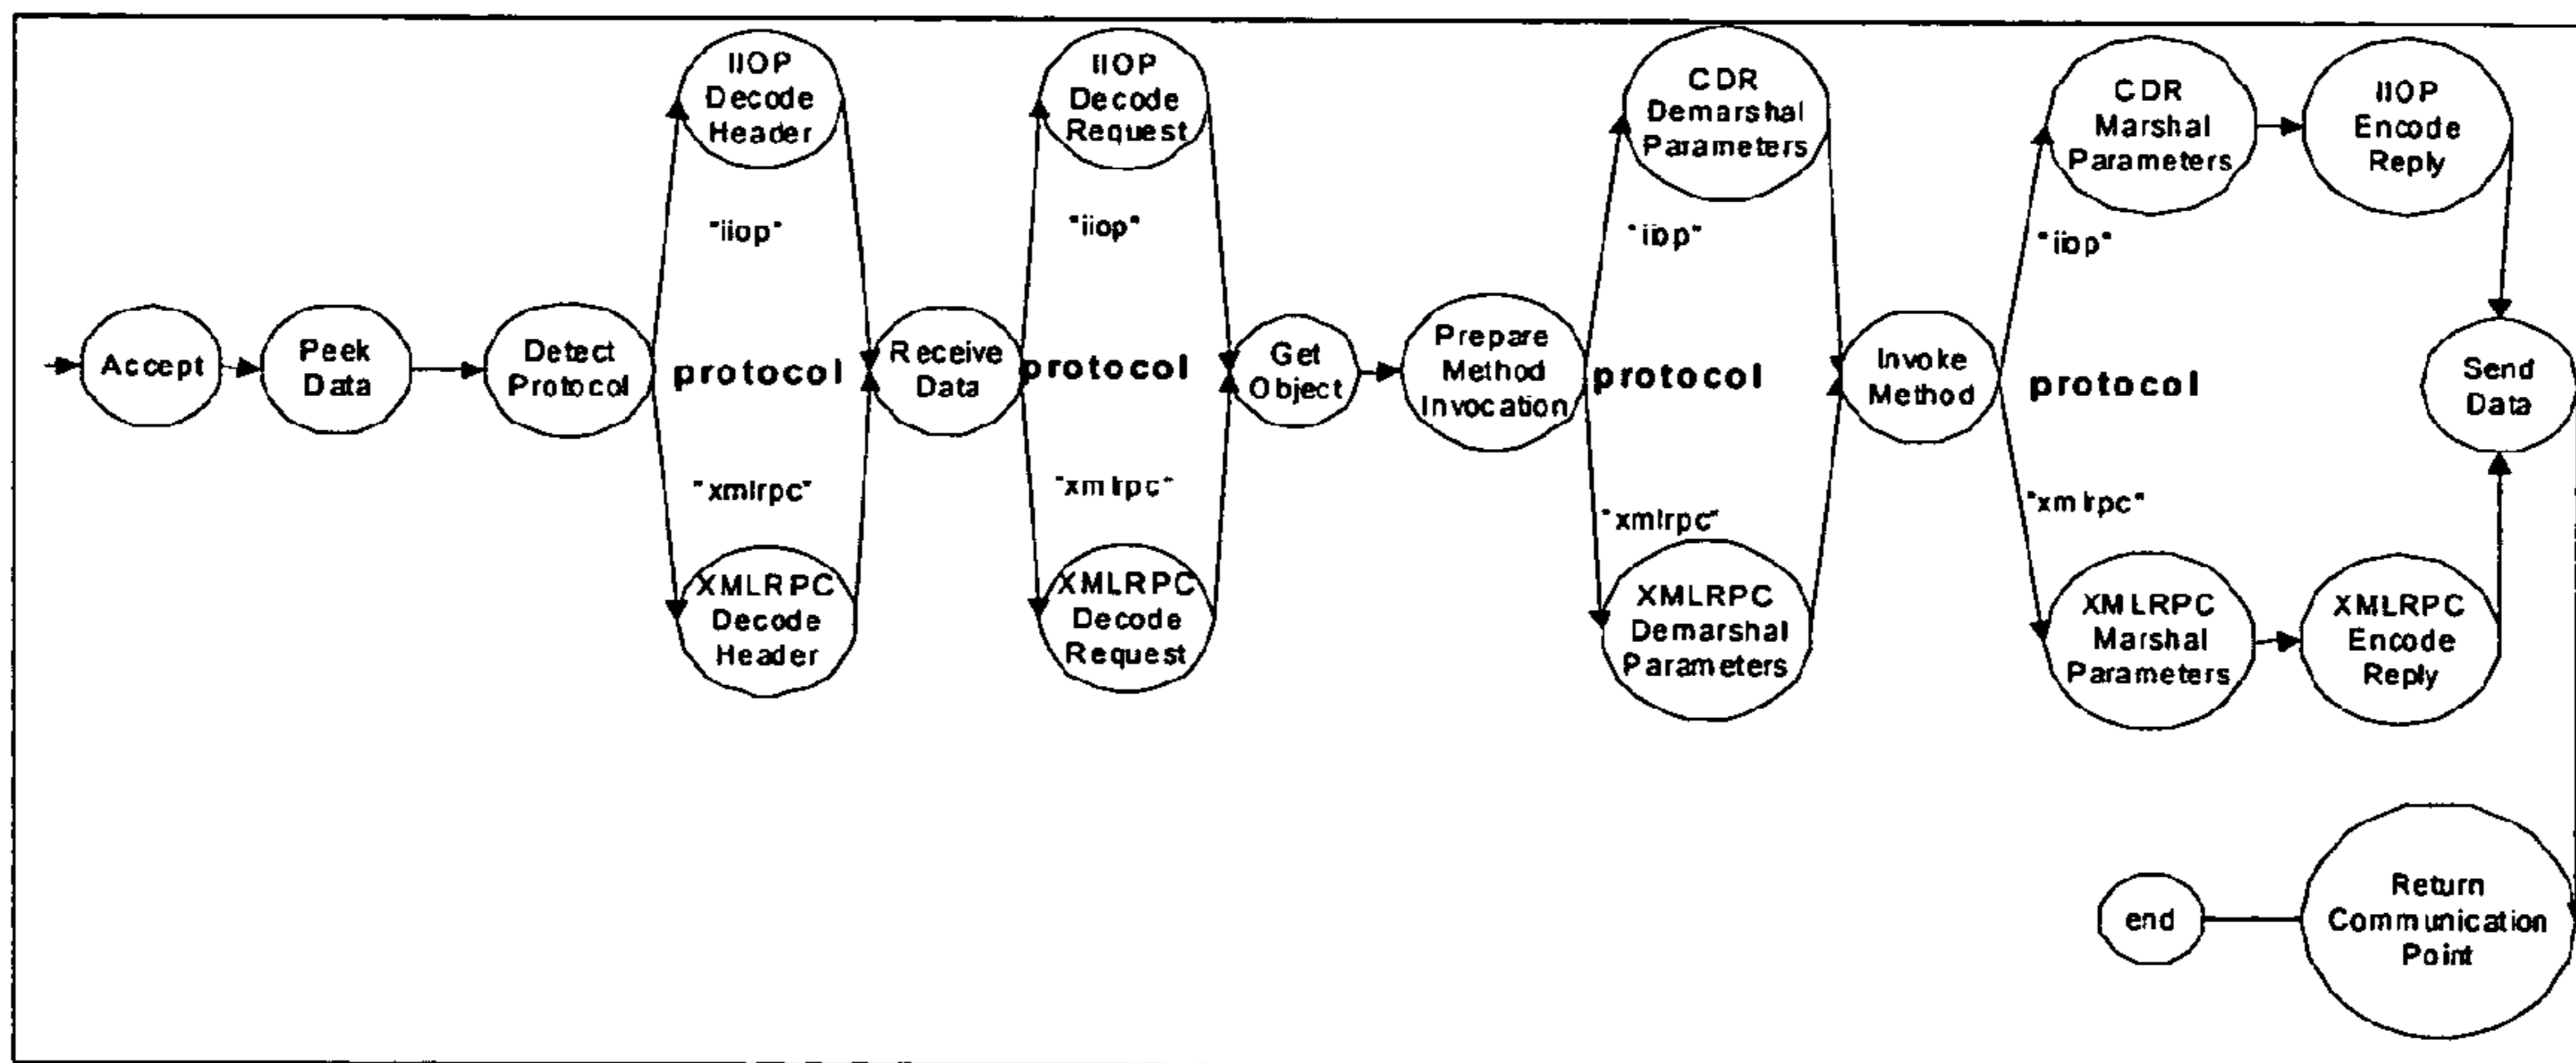 Accept
Peek
Data
Detect
Protocol
IIOP
Decode
Header
"iiop"
protocol
"xmlrpc"
XMLRPC
Decode
Header
Receive
Data
IIOP
Decode
Request
"iiop"
protocol
"xmlrpc"
XMLRPC
Decode
Request
Get
Object
Prepare
Method
Invocation
CDR
Demarshal
Parameters
"iiop"
protocol
"xmlrpc"
XMLRPC
Demarshal
Parameters
Invoke
Method
CDR
Marshal
Parameters
IIOP
Encode
Reply
"iiop"
protocol
"xmlrpc"
XMLRPC
Marshal
Parameters
XMLRPC
Encode
Reply
Send
Data
Return
Communication
Point
end